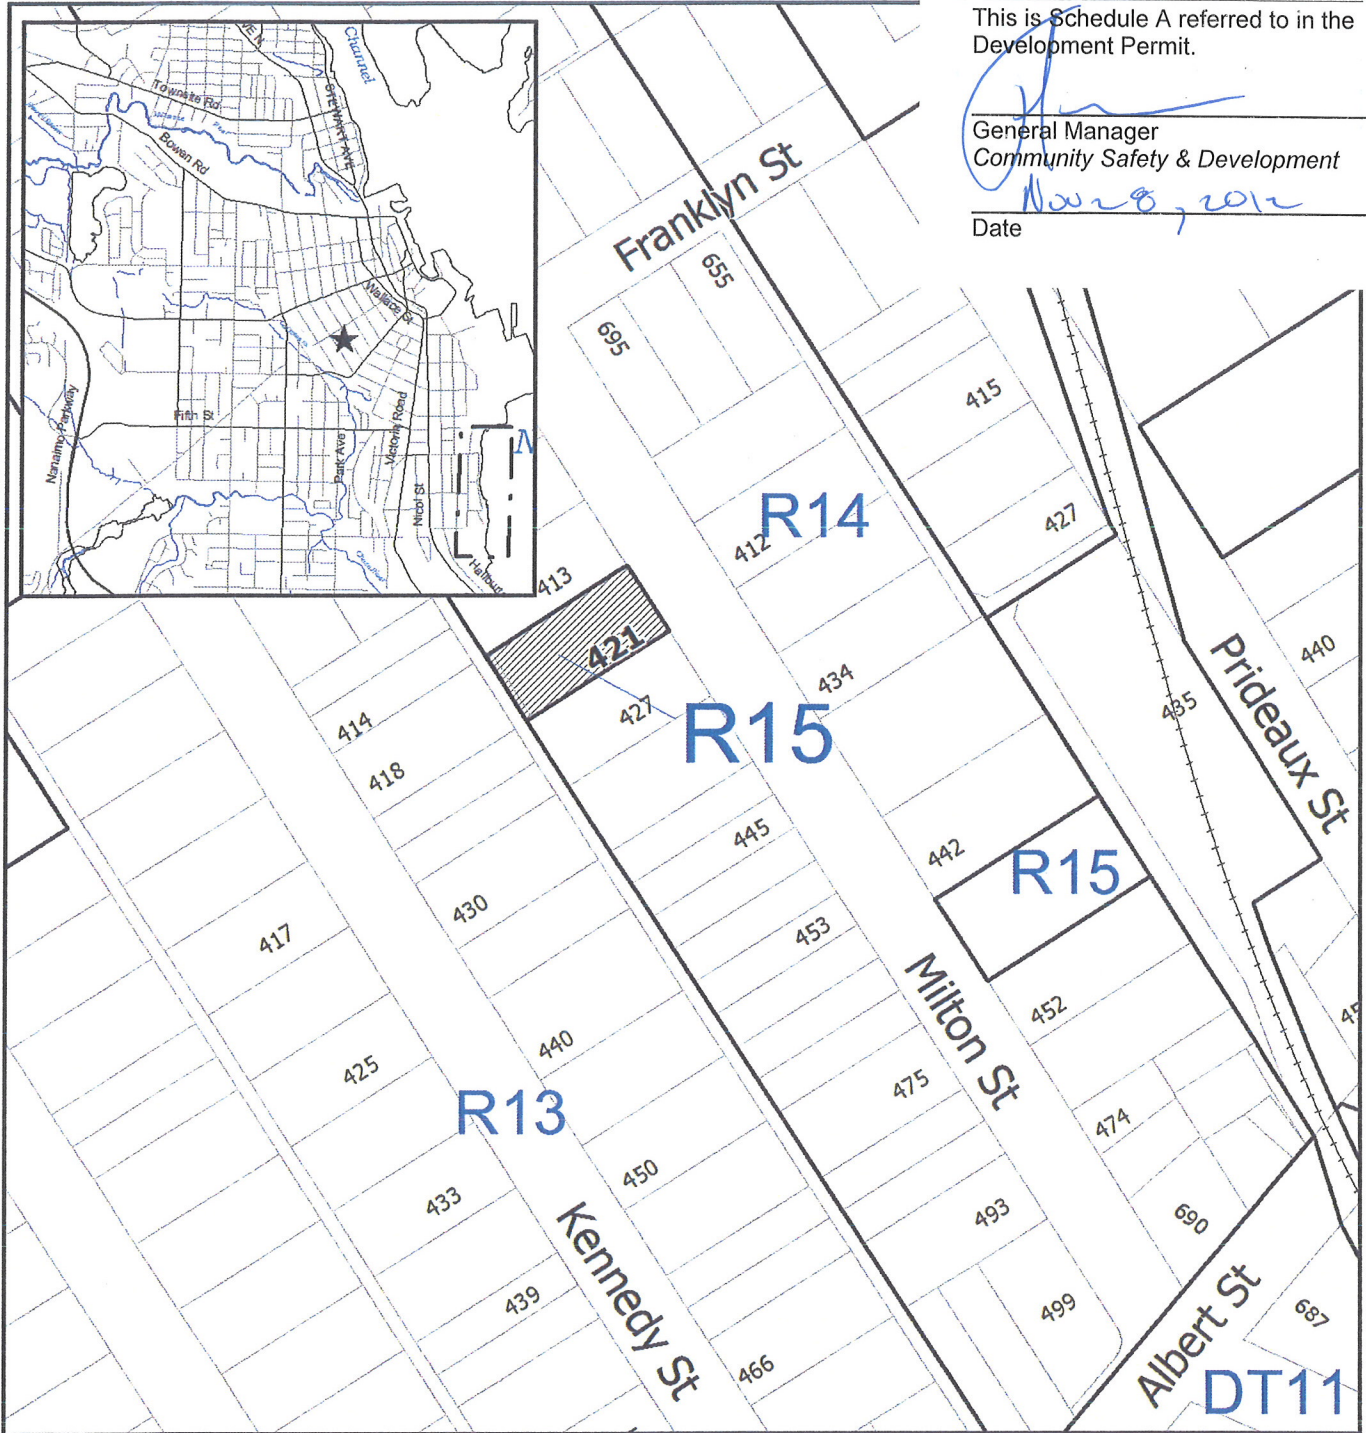 This is Schedule A referred to in the
Development Permit.
General Manager
Community Safety & Development
Nov 28, 2012
Date
Channel
STEWART AVE
Townsite Rd
Bowen Rd
Wallace St
Fifth St
Nanaimo Parkway
Park Ave
Victoria Road
Nicol St
Franklyn St
655
695
415
R14
427
412
413
421
427
434
R15
Prideaux St
440
435
414
418
445
442
R15
430
453
417
Milton St
452
440
425
475
R13
474
450
433
493
690
Kennedy St
439
499
Albert St
687
466
DT11